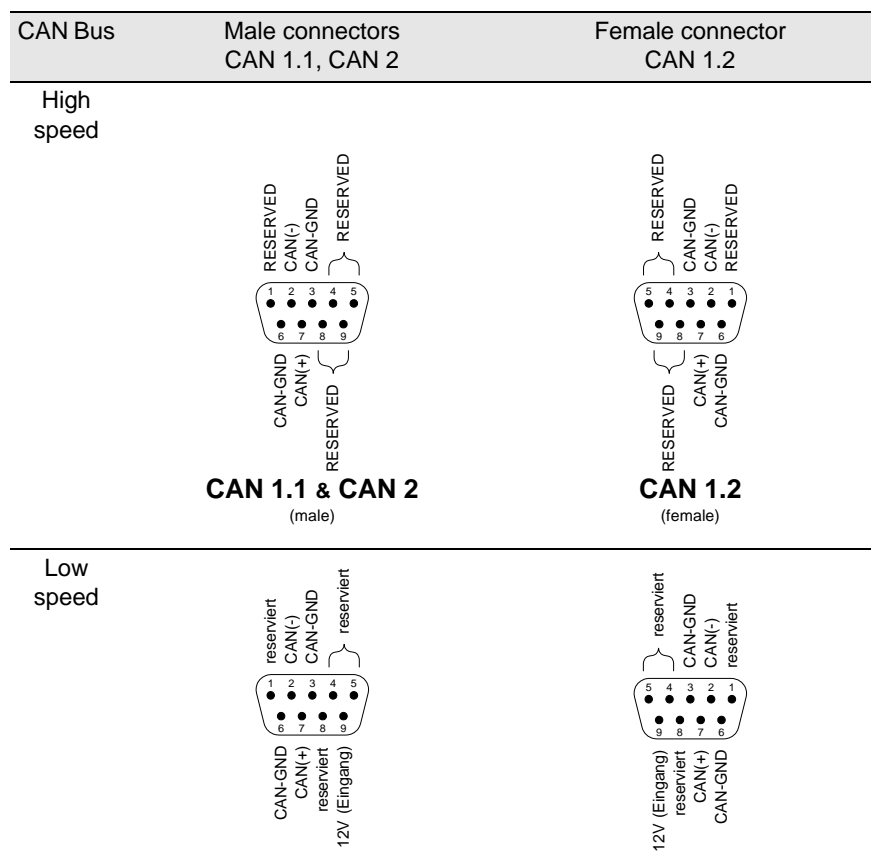 CAN Bus
Male connectors
CAN 1.1, CAN 2
Female connector
CAN 1.2
High
speed
RESERVED
CAN(-)
CAN-GND
RESERVED
1 2 3 4 5
6 7 8 9
CAN-GND
CAN(+)
RESERVED
CAN 1.1 & CAN 2
(male)
RESERVED
CAN-GND
CAN(-)
RESERVED
5 4 3 2 1
9 8 7 6
RESERVED
CAN(+)
CAN-GND
CAN 1.2
(female)
Low
speed
reserviert
CAN(-)
CAN-GND
reserviert
1 2 3 4 5
6 7 8 9
CAN-GND
CAN(+)
reserviert
12V (Eingang)
reserviert
CAN-GND
CAN(-)
reserviert
5 4 3 2 1
9 8 7 6
12V (Eingang)
reserviert
CAN(+)
CAN-GND